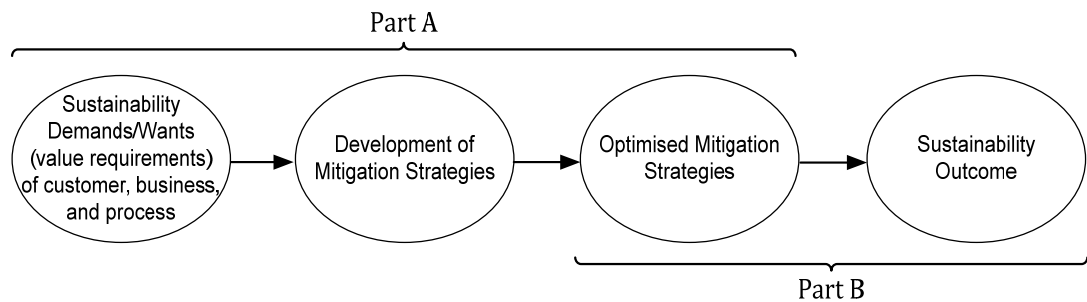 Part A
Sustainability
Demands/Wants
(value requirements)
of customer, business,
and process
Development of
Mitigation Strategies
Optimised Mitigation
Strategies
Sustainability
Outcome
Part B